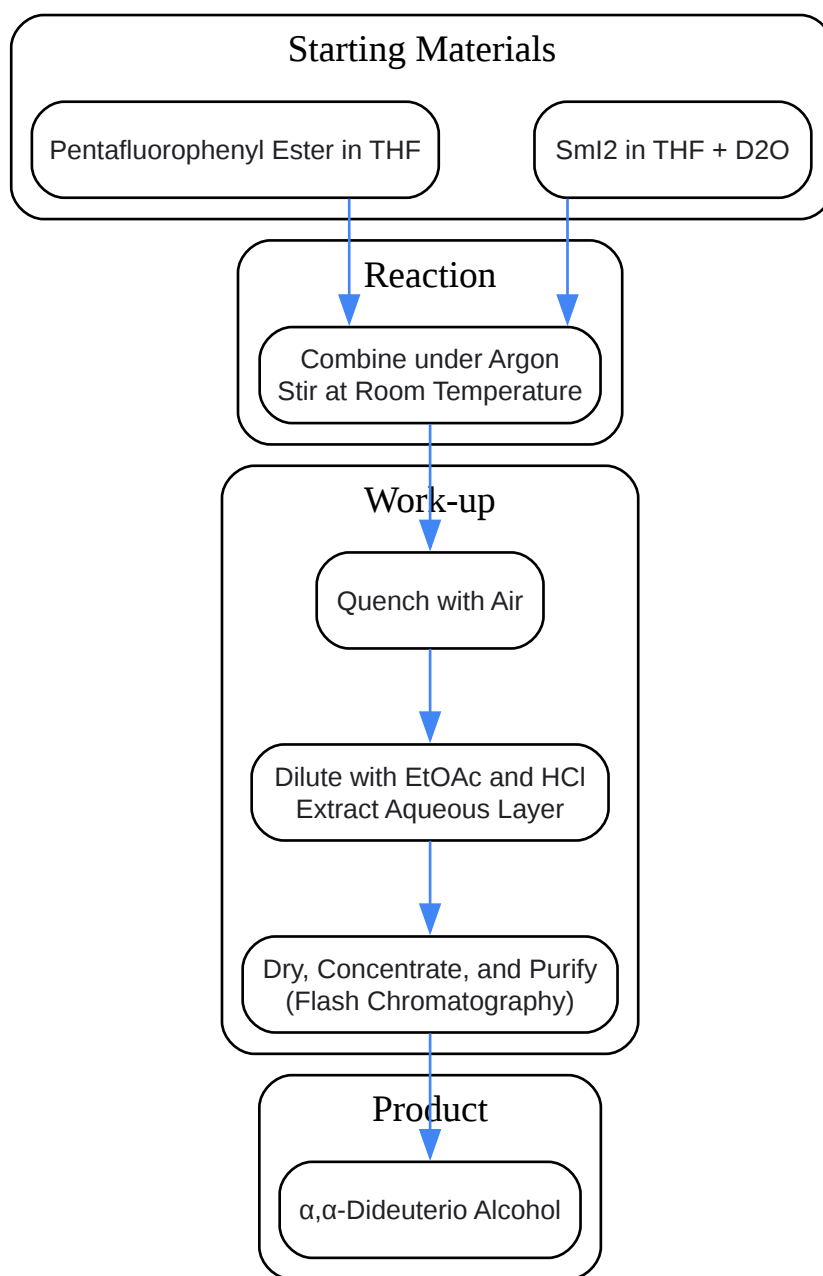 Starting Materials
Pentafluorophenyl Ester in THF
SmI2 in THF + D2O
Reaction
Combine under Argon
Stir at Room Temperature
Work-up
Quench with Air
Dilute with EtOAc and HCl
Extract Aqueous Layer
Dry, Concentrate, and Purify
(Flash Chromatography)
Product
α,α-Dideuterio Alcohol